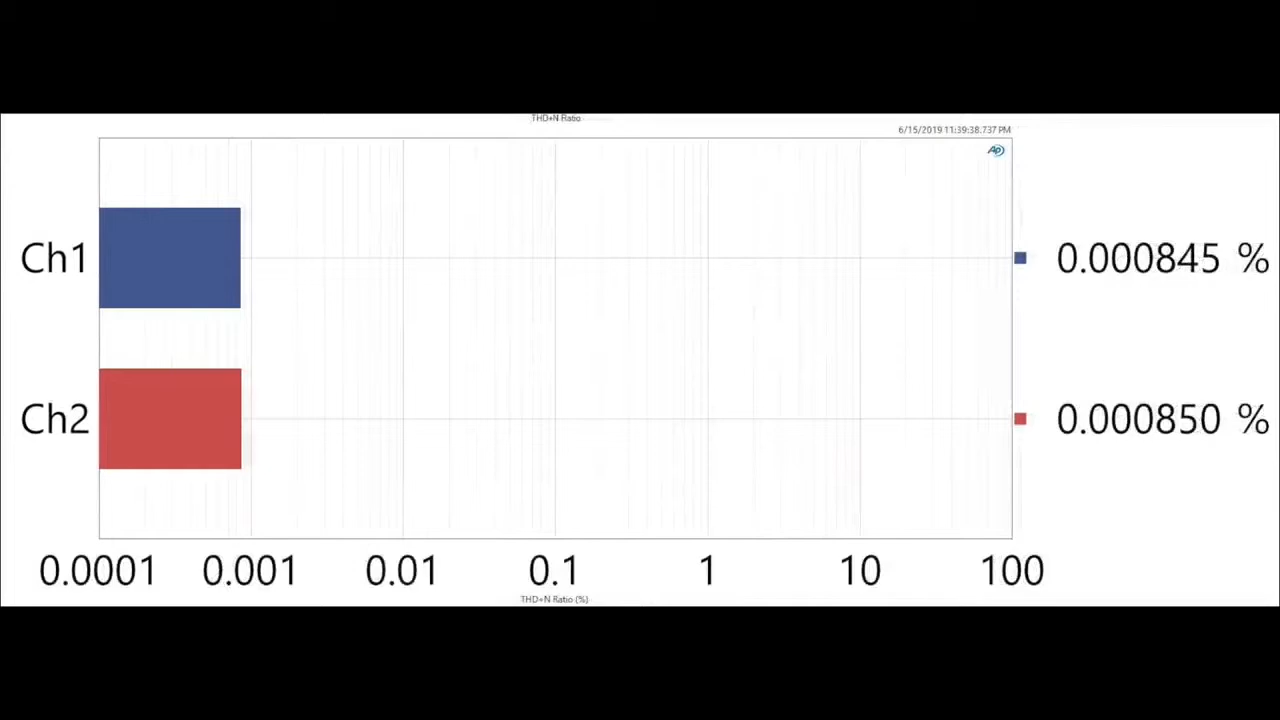 THD+N Ratio
6/15/2019 11:39:38.737 PM
AP
Ch1
0.000845 %
Ch2
0.000850 %
0.0001 0.001 0.01 0.1 1 10 100
THD+N Ratio (%)